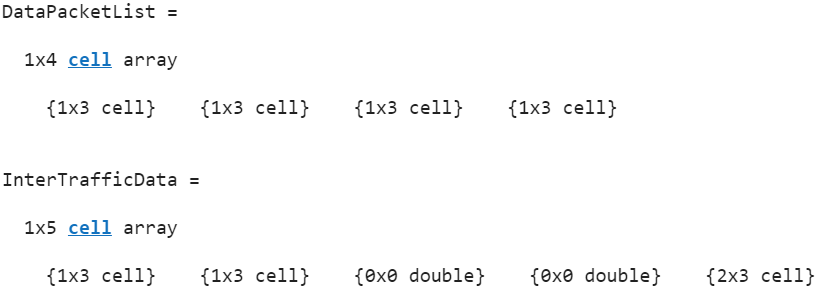 DataPacketList =
1x4 cell array
{1x3 cell} {1x3 cell} {1x3 cell} {1x3 cell}
InterTrafficData =
1x5 cell array
{1x3 cell} {1x3 cell} {0x0 double} {0x0 double} {2x3 cell}